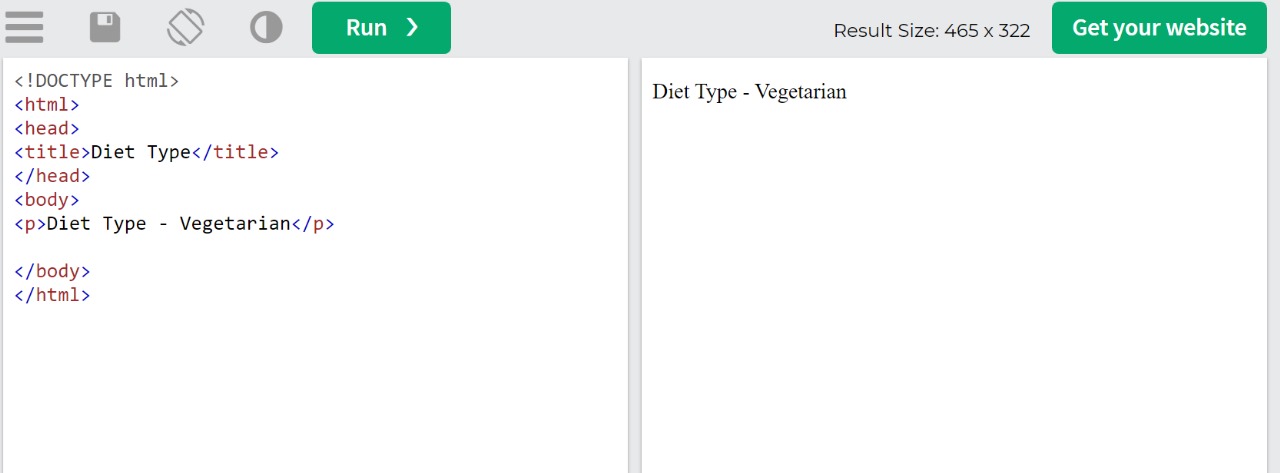 Run ❯
Result Size: 465 x 322
Get your website
<!DOCTYPE html>
<html>
<head>
<title>Diet Type</title>
</head>
<body>
<p>Diet Type - Vegetarian</p>
</body>
</html>
Diet Type - Vegetarian